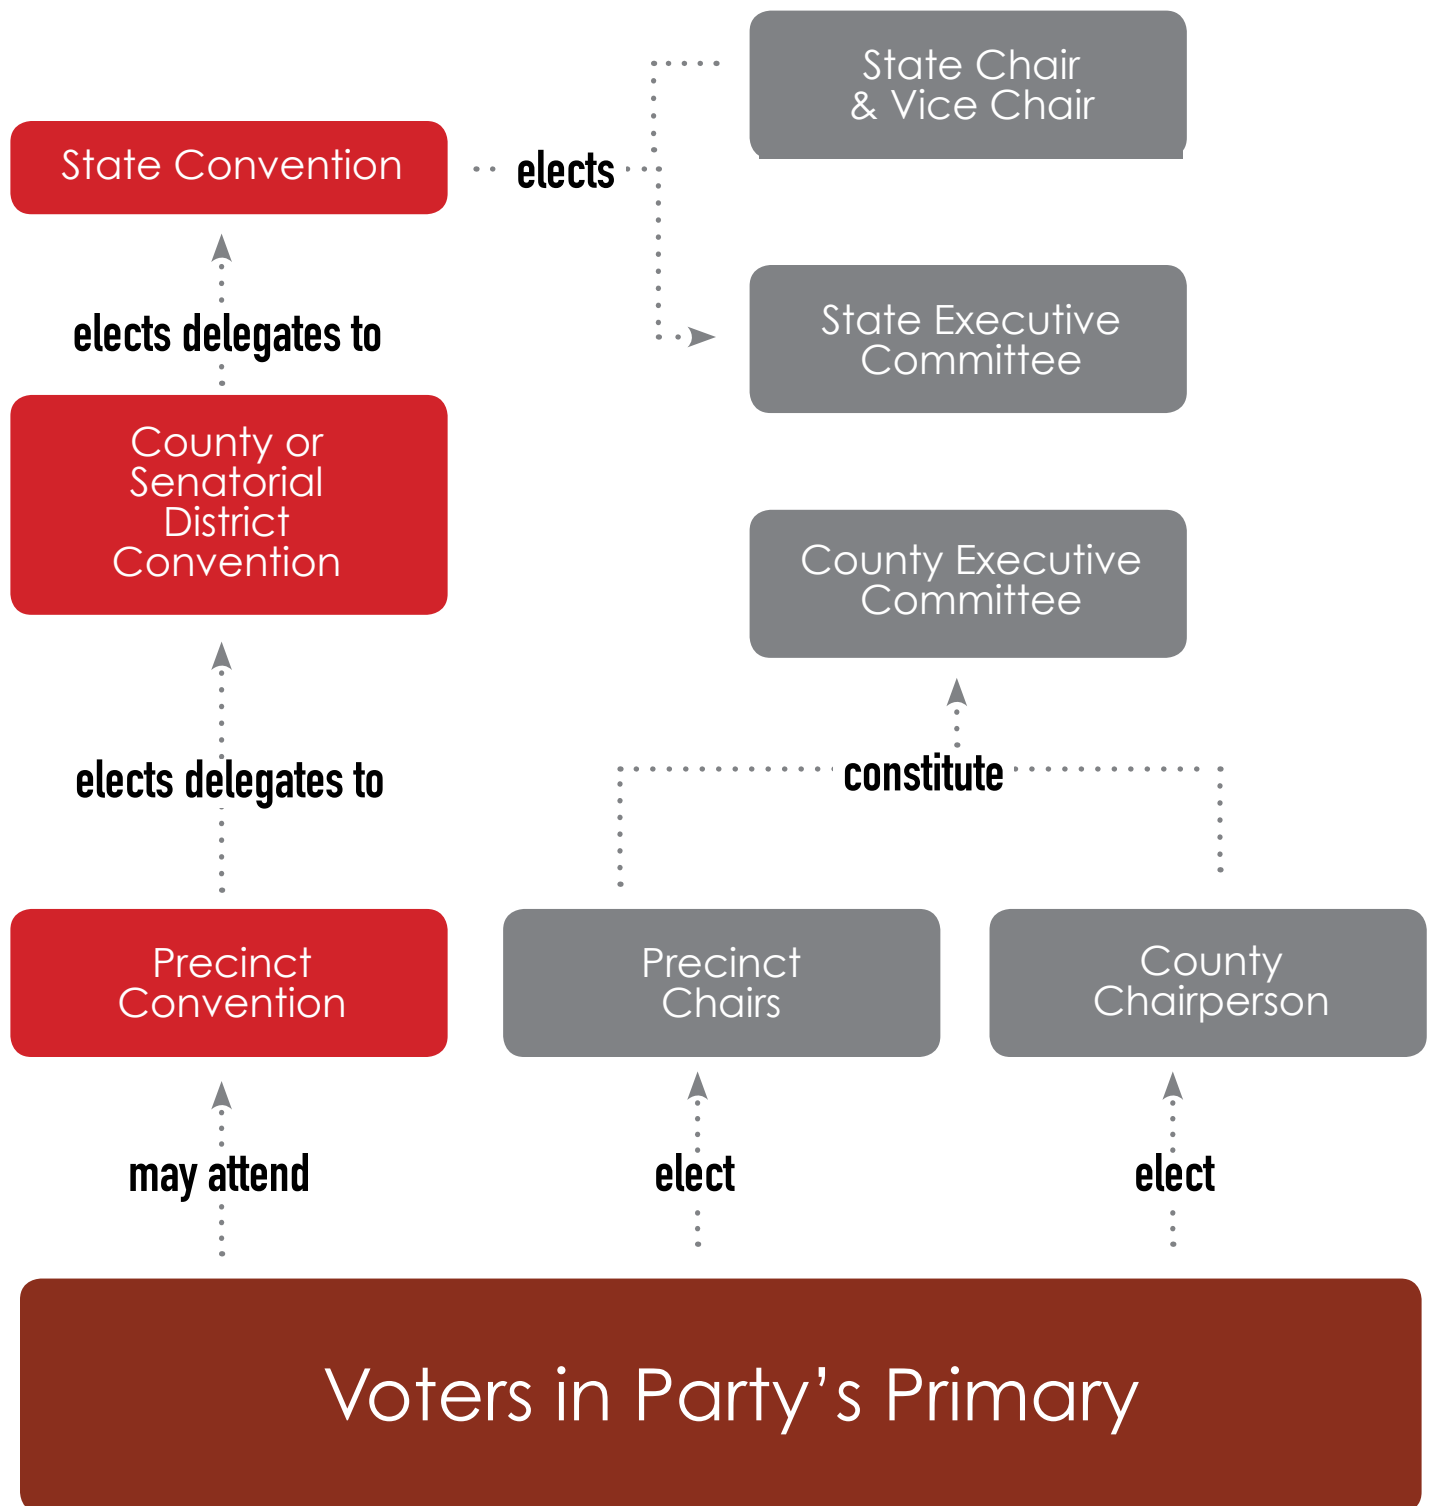 State Chair
& Vice Chair
State Convention
elects
State Executive
Committee
elects delegates to
County or
Senatorial
District
Convention
County Executive
Committee
elects delegates to
constitute
Precinct
Convention
Precinct
Chairs
County
Chairperson
may attend
elect
elect
Voters in Party’s Primary